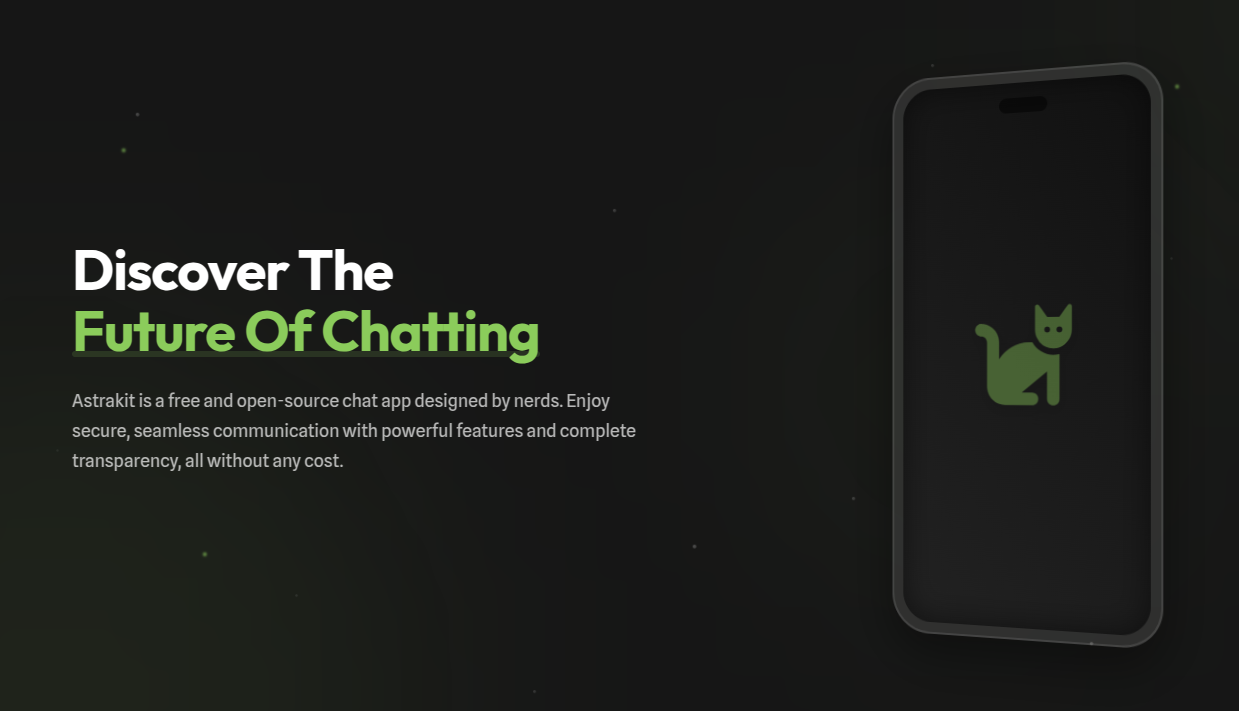 Discover The
Future Of Chatting
Astrakit is a free and open-source chat app designed by nerds. Enjoy
secure, seamless communication with powerful features and complete
transparency, all without any cost.